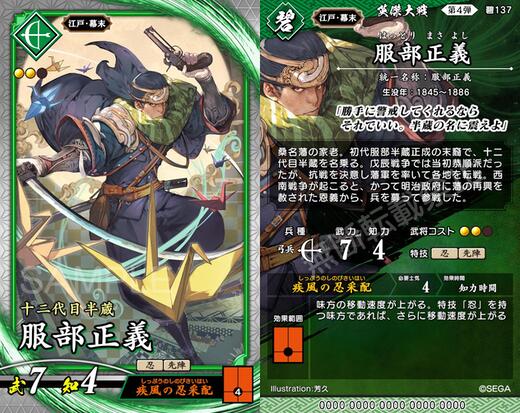 江戸・幕末
十二代目半蔵
服部正義
忍
先陣
武7
知4
しっぷうのしのびさいはい
疾風の忍采配
4
碧
江戸・幕末
英傑大戦
第4弾
碧137
はっとり まさ よし
服部正義
統一名称:服部正義
生没年:1845〜1886
「勝手に警戒してくれるなら
それでいい。半蔵の名に震えよ」
桑名藩の家老。初代服部半蔵正成の末裔で、十二
代目半蔵を名乗る。戊辰戦争では当初恭順派だっ
たが、抗戦を決意し藩軍を率いて各地を転戦。西
南戦争が起こると、かつて明治政府に藩の再興を
赦された恩義から、兵を募って参戦した。
兵種
武力
知力
武将コスト
弓兵
7
4
特技
忍
先陣
しっぷうのしのびさいはい
疾風の忍采配
必要士気
4
効果時間
知力時間
効果範囲
味方の移動速度が上がる。特技「忍」を持
つ味方であれば、さらに移動速度が上がる
Illustration:芳久
©SEGA
0000-0000-0000-0000-0000